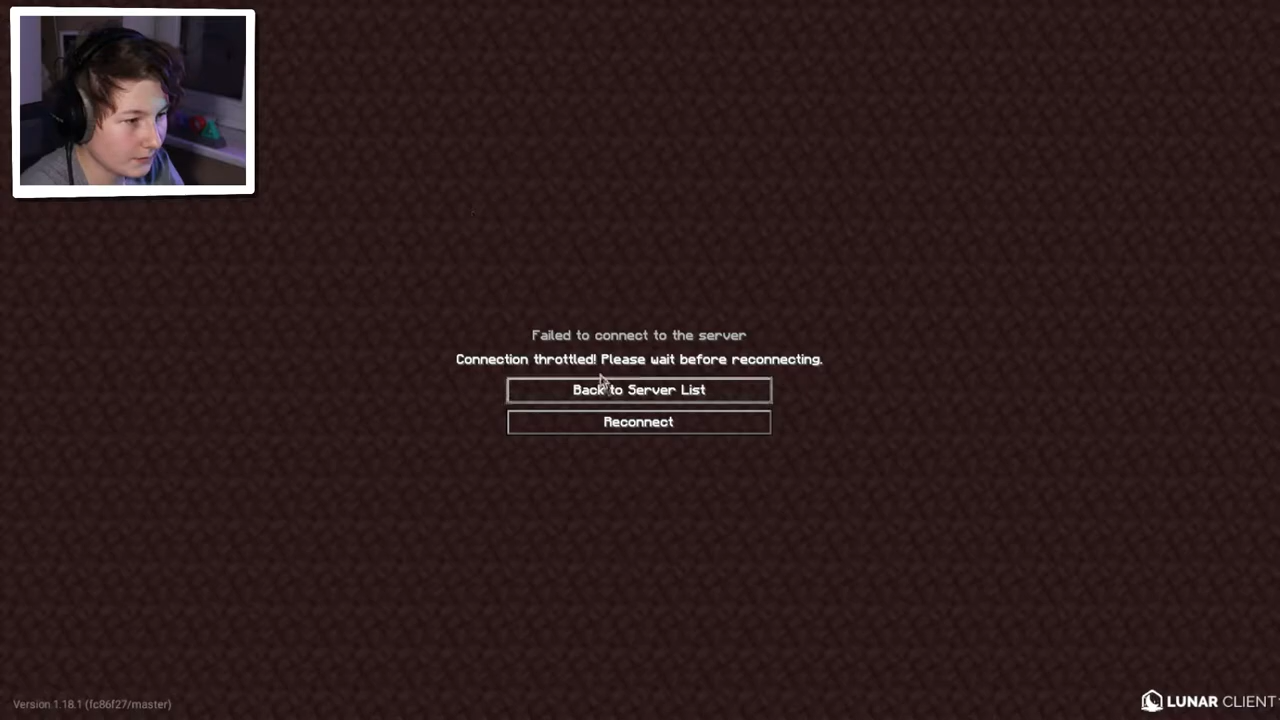 Failed to connect to the server
Connection throttled! Please wait before reconnecting.
Back to Server List
Reconnect
Version 1.18.1 (fc86f27/master)
LUNAR CLIENT